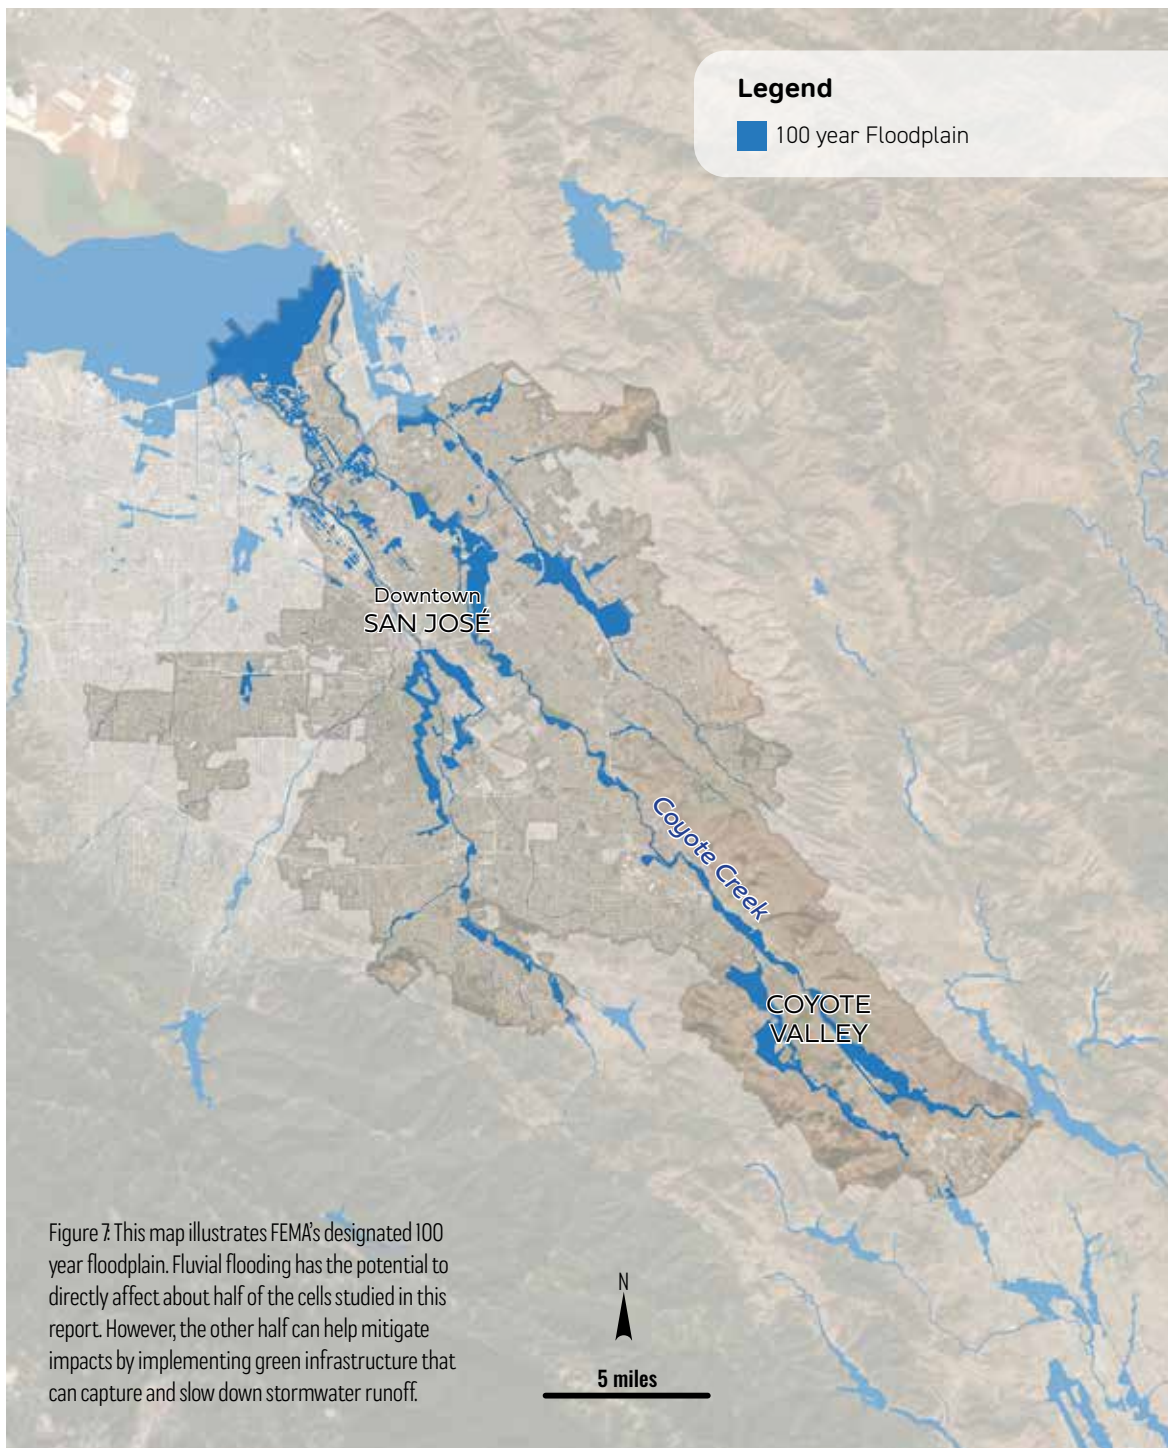 Legend
100 year Floodplain
Downtown
SAN JOSÉ
Coyote Creek
COYOTE
VALLEY
Figure 7: This map illustrates FEMA's designated 100
year floodplain. Fluvial flooding has the potential to
directly affect about half of the cells studied in this
report. However, the other half can help mitigate
impacts by implementing green infrastructure that
can capture and slow down stormwater runoff.
N
5 miles